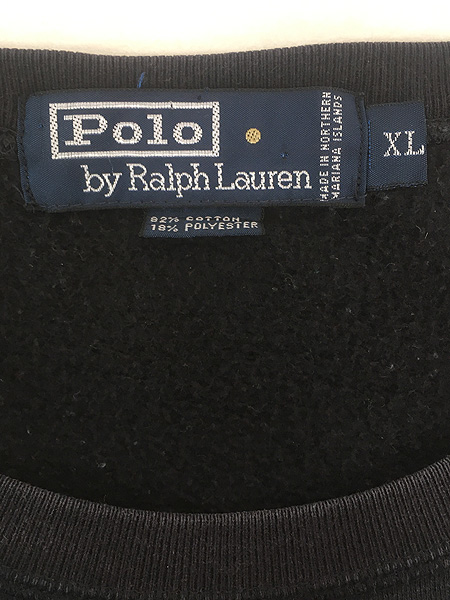 Polo
by Ralph Lauren
MADE IN NORTHERN
MARIANA ISLANDS
XL
82% COTTON
18% POLYESTER